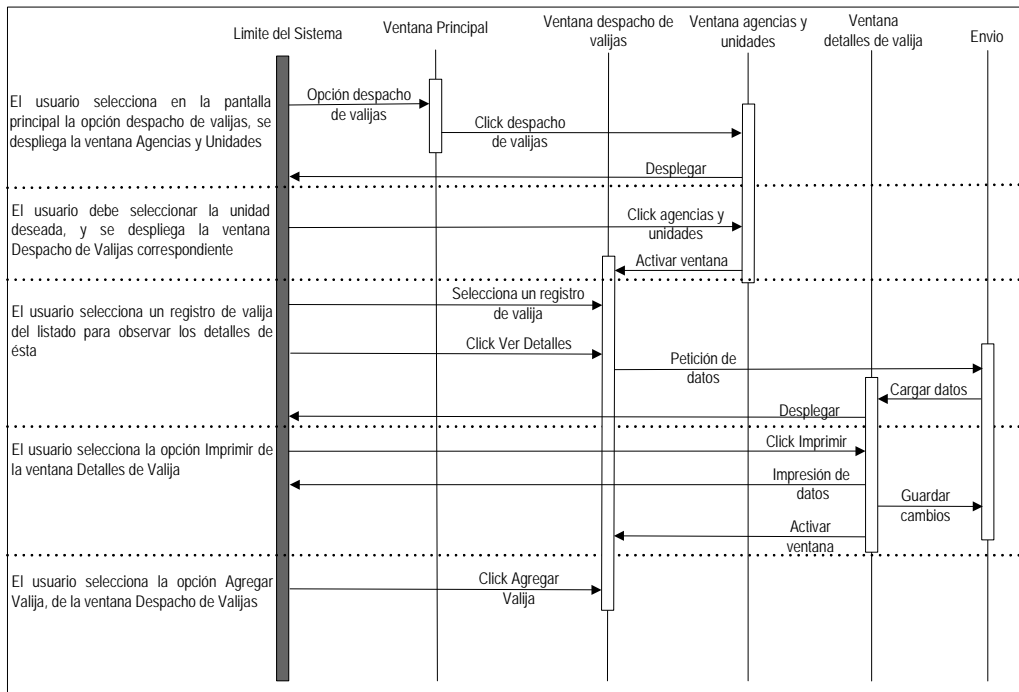 Limite del Sistema
Ventana Principal
Ventana despacho de
valijas
Ventana agencias y
unidades
Ventana
detalles de valija
Envio
El usuario selecciona en la pantalla
principal la opción despacho de valijas, se
despliega la ventana Agencias y Unidades
Opción despacho
de valijas
Click despacho
de valijas
Desplegar
El usuario debe seleccionar la unidad
deseada, y se despliega la ventana
Despacho de Valijas correspondiente
Click agencias y
unidades
Activar ventana
El usuario selecciona un registro de valija
del listado para observar los detalles de
ésta
Selecciona un registro
de valija
Click Ver Detalles
Petición de
datos
Cargar datos
Desplegar
El usuario selecciona la opción Imprimir de
la ventana Detalles de Valija
Click Imprimir
Impresión de
datos
Guardar
cambios
Activar
ventana
El usuario selecciona la opción Agregar
Valija, de la ventana Despacho de Valijas
Click Agregar
Valija